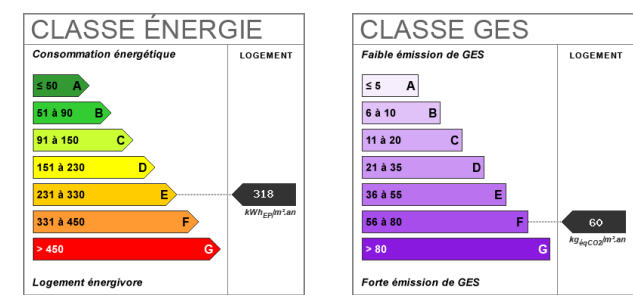 CLASSE ÉNERGIE
Consommation énergétique
LOGEMENT
≤ 50 A
51 à 90 B
91 à 150 C
151 à 230 D
231 à 330 E
318
kWhEP/m².an
331 à 450 F
> 450 G
Logement énergivore
CLASSE GES
Faible émission de GES
LOGEMENT
≤ 5 A
6 à 10 B
11 à 20 C
21 à 35 D
36 à 55 E
56 à 80 F
60
kgéqCO2/m².an
> 80 G
Forte émission de GES